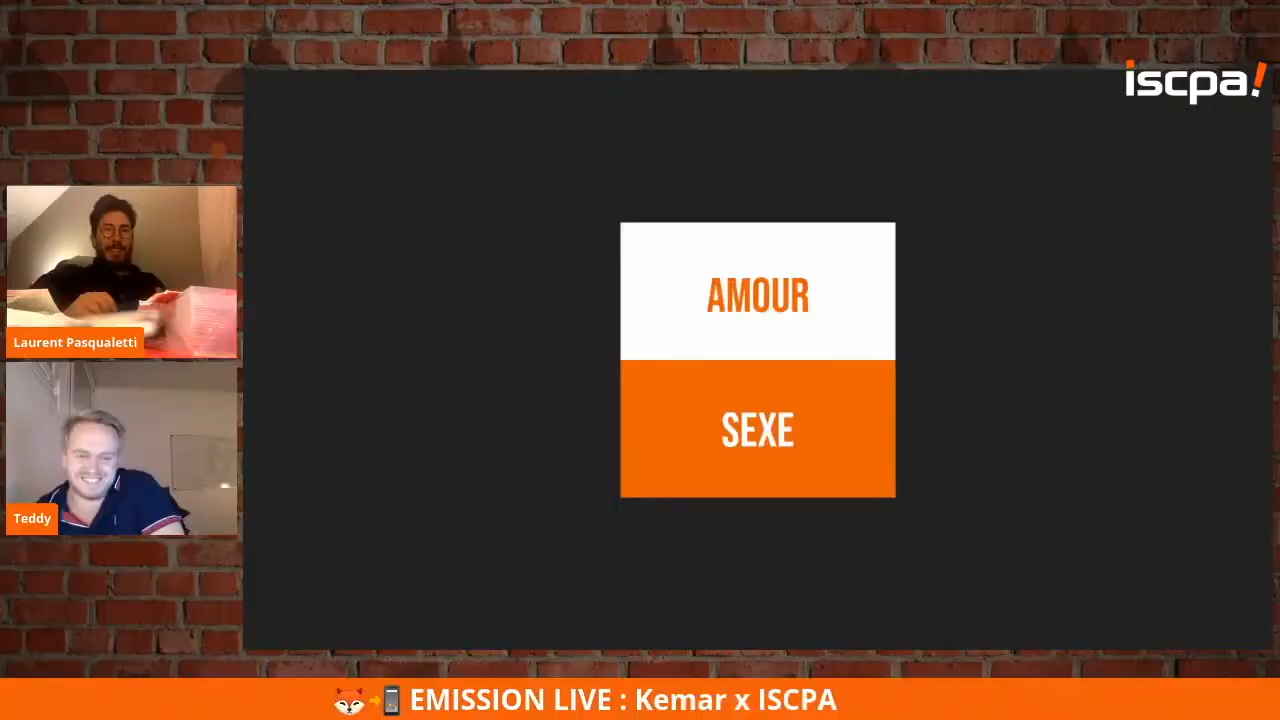 iscpa!
Laurent Pasqualetti
Teddy
AMOUR
SEXE
EMISSION LIVE : Kemar x ISCPA